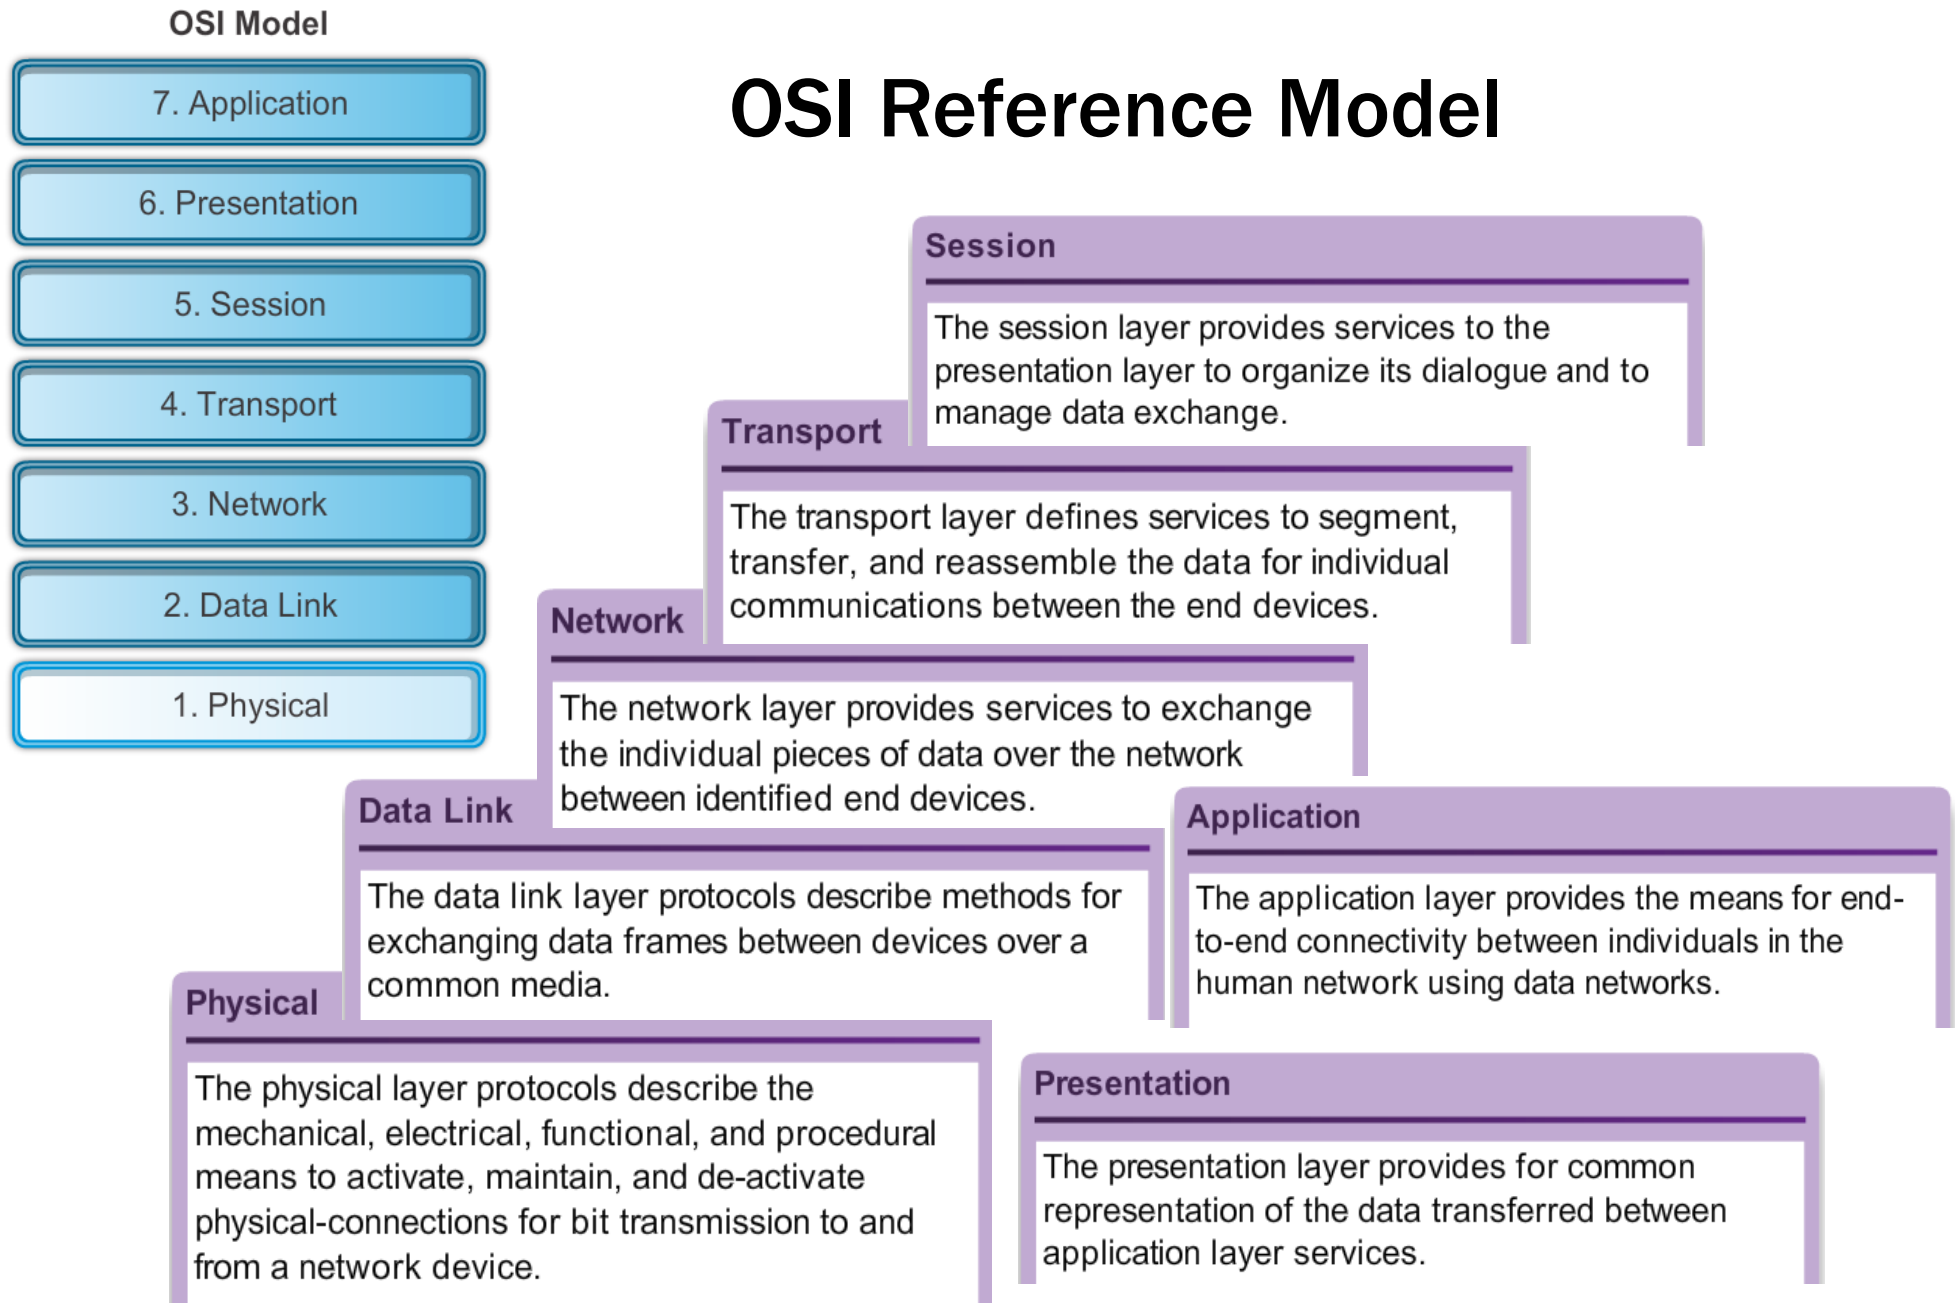 OSI Model
7. Application
6. Presentation
5. Session
4. Transport
3. Network
2. Data Link
1. Physical
OSI Reference Model
Session
The session layer provides services to the
presentation layer to organize its dialogue and to
manage data exchange.
Transport
The transport layer defines services to segment,
transfer, and reassemble the data for individual
communications between the end devices.
Network
The network layer provides services to exchange
the individual pieces of data over the network
between identified end devices.
Data Link
The data link layer protocols describe methods for
exchanging data frames between devices over a
common media.
Physical
The physical layer protocols describe the
mechanical, electrical, functional, and procedural
means to activate, maintain, and de-activate
physical-connections for bit transmission to and
from a network device.
Application
The application layer provides the means for end-
to-end connectivity between individuals in the
human network using data networks.
Presentation
The presentation layer provides for common
representation of the data transferred between
application layer services.